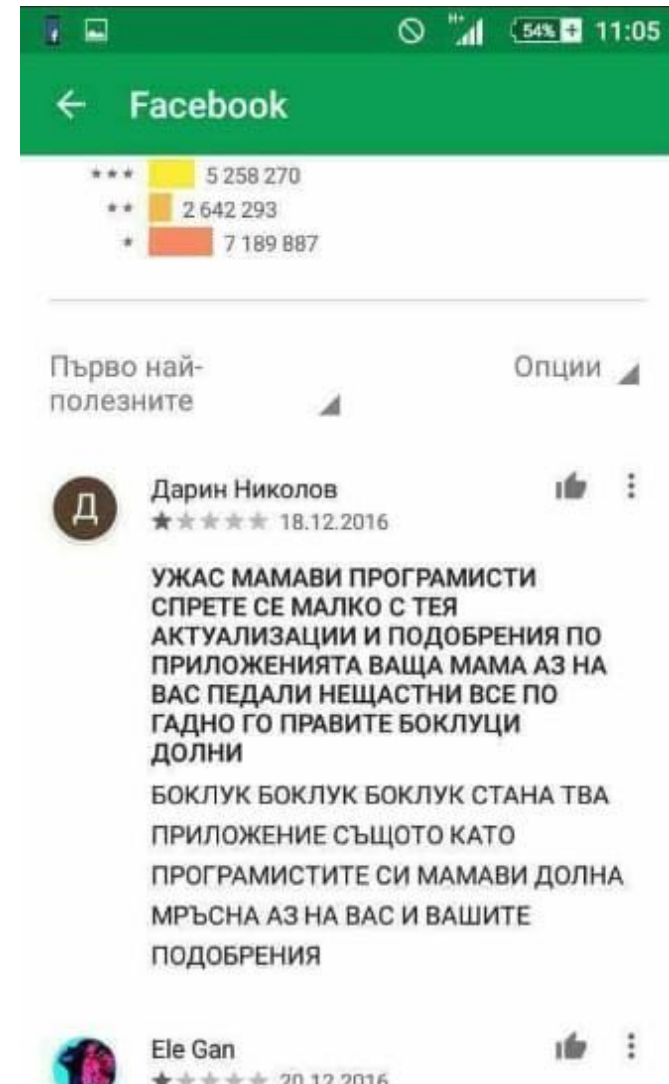 H+ 54% 11:05
Facebook
*** 5 258 270
** 2 642 293
* 7 189 887
Първо най-
полезните
Опции
Д
Дарин Николов
18.12.2016
УЖАС МАМАВИ ПРОГРАМИСТИ
СПРЕТЕ СЕ МАЛКО С ТЕЯ
АКТУАЛИЗАЦИИ И ПОДОБРЕНИЯ ПО
ПРИЛОЖЕНИЯТА ВАЩА МАМА АЗ НА
ВАС ПЕДАЛИ НЕЩАСТНИ ВСЕ ПО
ГАДНО ГО ПРАВИТЕ БОКЛУЦИ
ДОЛНИ
БОКЛУК БОКЛУК БОКЛУК СТАНА ТВА
ПРИЛОЖЕНИЕ СЪЩОТО КАТО
ПРОГРАМИСТИТЕ СИ МАМАВИ ДОЛНА
МРЪСНА АЗ НА ВАС И ВАШИТЕ
ПОДОБРЕНИЯ
Ele Gan
20.12.2016